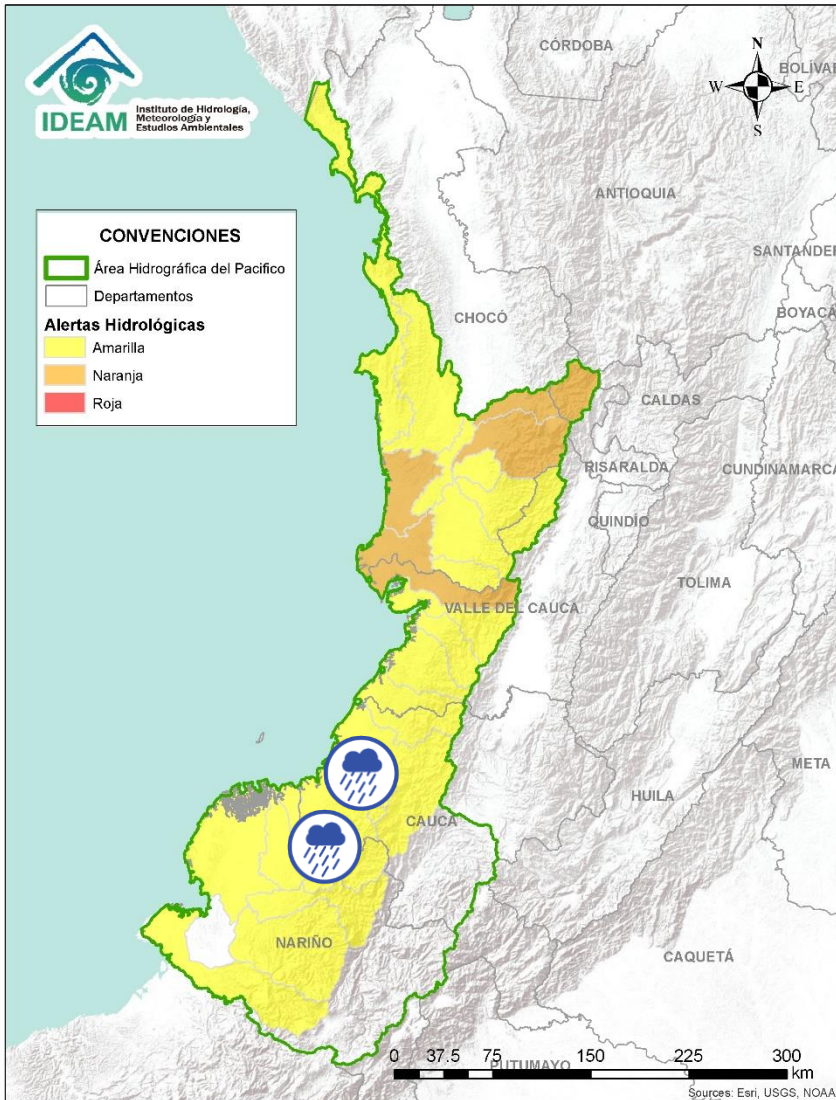 IDEAM
Instituto de Hidrología,
Meteorología y
Estudios Ambientales
CÓRDOBA
BOLÍVAR
N
W
E
S
ANTIOQUIA
SANTANDER
BOYACÁ
CONVENCIONES
Área Hidrográfica del Pacifico
Departamentos
Alertas Hidrológicas
Amarilla
Naranja
Roja
CHOCÓ
CALDAS
RISARALDA
CUNDINAMARCA
QUINDÍO
TOLIMA
VALLE DEL CAUCA
META
HUILA
CAUCA
NARIÑO
CAQUETÁ
PUTUMAYO
0 37.5 75 150 225 300
km
Sources: Esri, USGS, NOAA